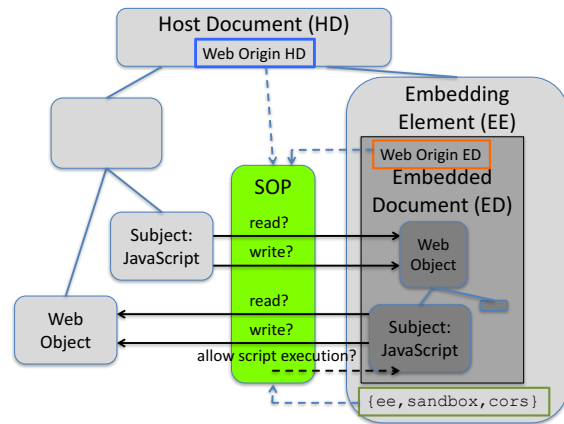 Host Document (HD)
Web Origin HD
Embedding
Element (EE)
Web Origin ED
Embedded
Document (ED)
SOP
read?
write?
Subject:
JavaScript
Web
Object
read?
write?
allow script execution?
Web
Object
Subject:
JavaScript
{ee,sandbox,cors}